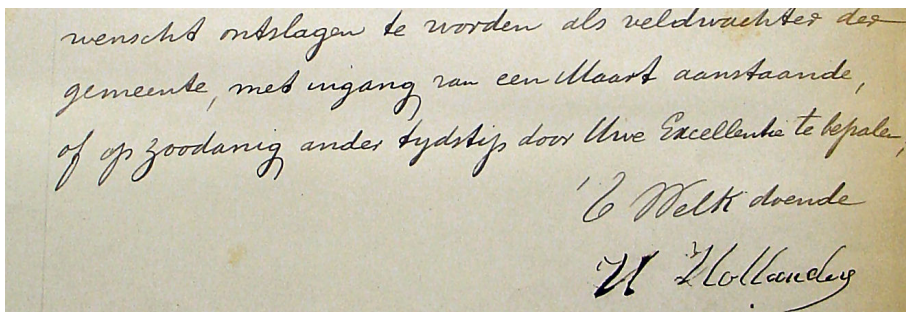 wenscht ontslagen te worden als veldwachter der
gemeente, met ingang van een Maart aanstaande,
of op zoodanig ander tydstip door Uwe Excellentie te bepalen,
't Welk doende
H Hollanders